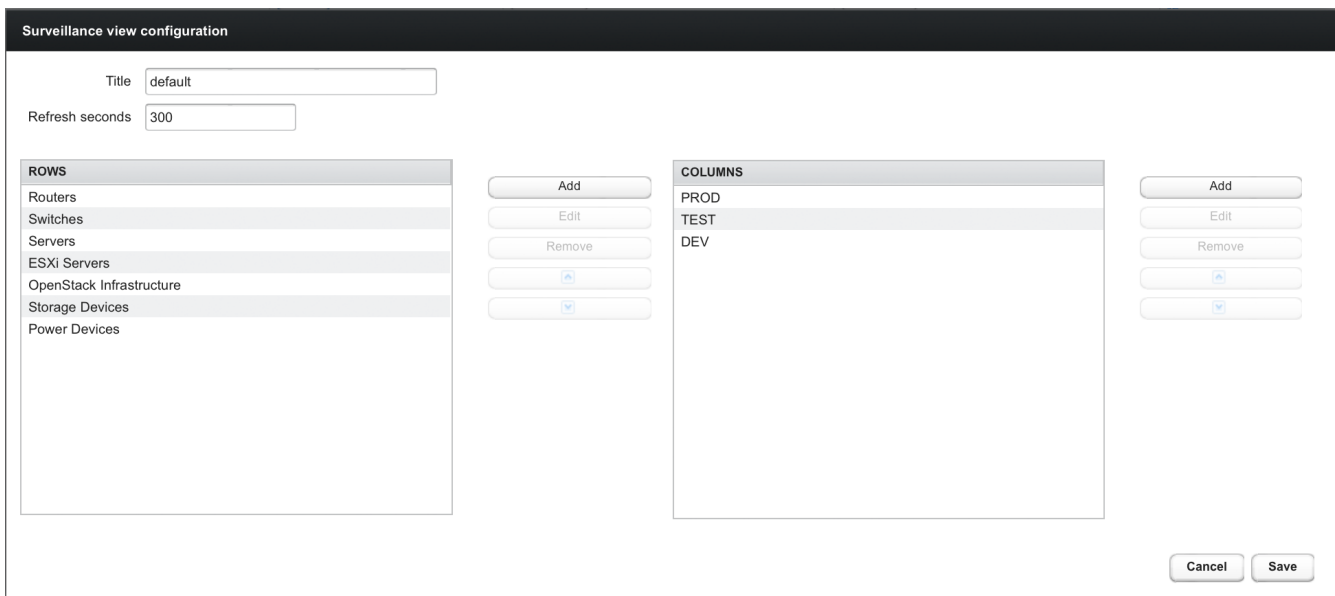 Surveillance view configuration
Title default
Refresh seconds 300
ROWS
Routers
Switches
Servers
ESXi Servers
OpenStack Infrastructure
Storage Devices
Power Devices
Add
Edit
Remove
COLUMNS
PROD
TEST
DEV
Add
Edit
Remove
Cancel Save